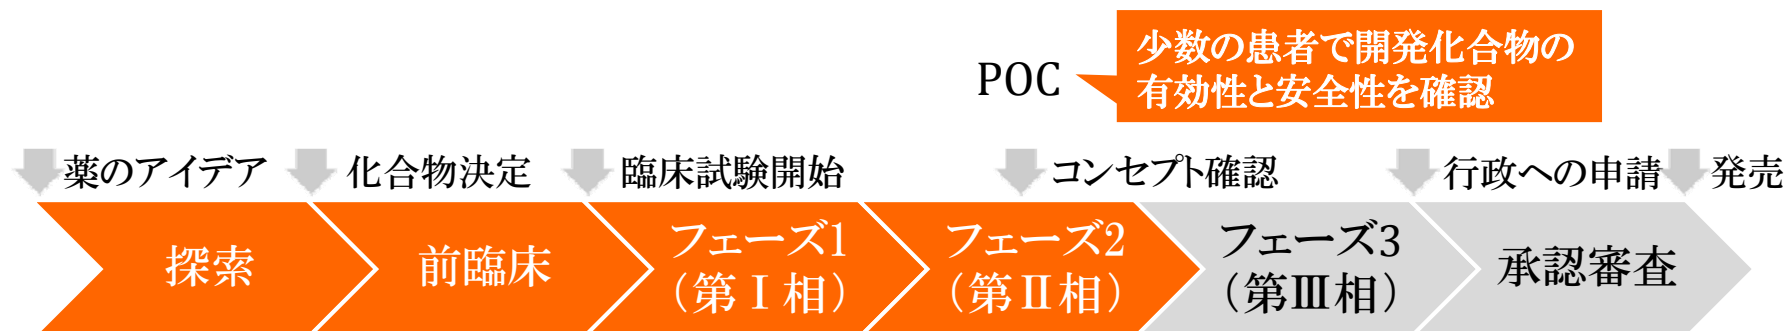 POC
少数の患者で開発化合物の
有効性と安全性を確認
薬のアイデア
化合物決定
臨床試験開始
コンセプト確認
行政への申請
発売
探索
前臨床
フェーズ1
（第Ⅰ相）
フェーズ2
（第Ⅱ相）
フェーズ3
（第Ⅲ相）
承認審査